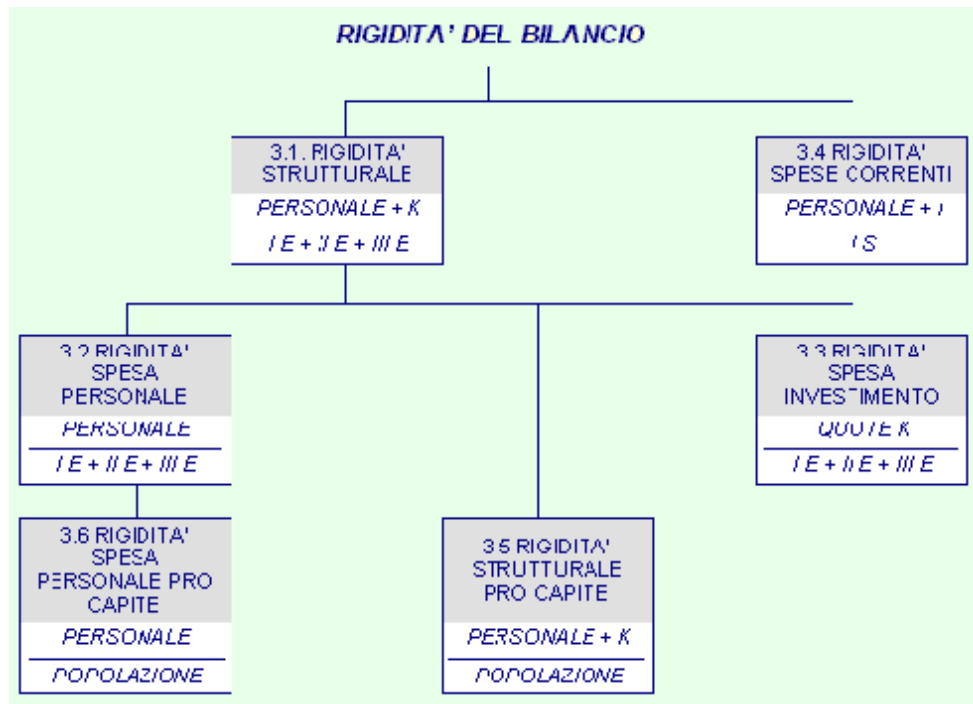 RIGIDITA' DEL BILANCIO
3.1. RIGIDITA'
STRUTTURALE
PERSONALE + K
I E + II E + III E
3.4 RIGIDITA'
SPESE CORRENTI
PERSONALE + I
I S
3.2 RIGIDITA'
SPESA
PERSONALE
PERSONALE
I E + II E + III E
3.3 RIGIDITA'
SPESA
INVESTIMENTO
QUOTE K
I E + II E + III E
3.6 RIGIDITA'
SPESA
PERSONALE PRO
CAPITE
PERSONALE
POPOLAZIONE
3.5 RIGIDITA'
STRUTTURALE
PRO CAPITE
PERSONALE + K
POPOLAZIONE